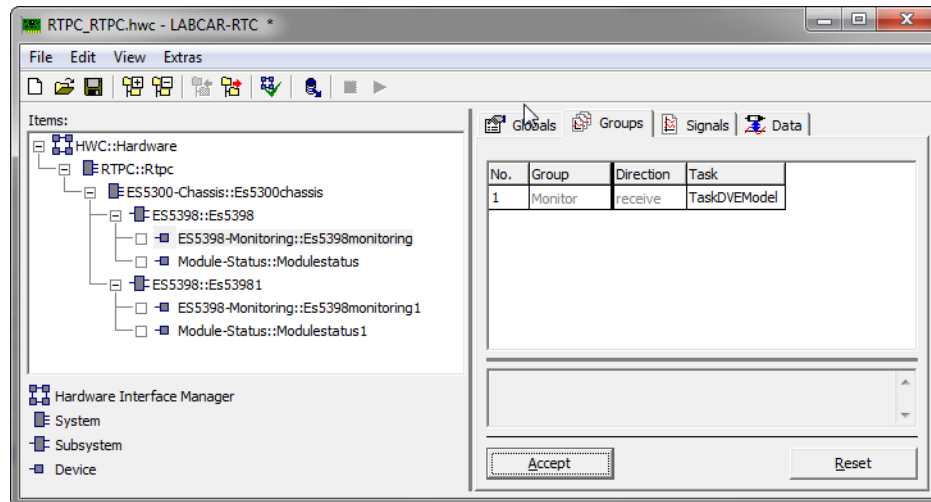 RTPC_RTPC.hwc - LABCAR-RTC *
File Edit View Extras
Items:
HWC::Hardware
RTPC::Rtpc
ES5300-Chassis::Es5300chassis
ES5398::Es5398
ES5398-Monitoring::Es5398monitoring
Module-Status::Modulestatus
ES5398::Es53981
ES5398-Monitoring::Es5398monitoring1
Module-Status::Modulestatus1
Hardware Interface Manager
System
Subsystem
Device
Globals Groups Signals Data
No. Group Direction Task
1 Monitor receive TaskDVEModel
Accept Reset